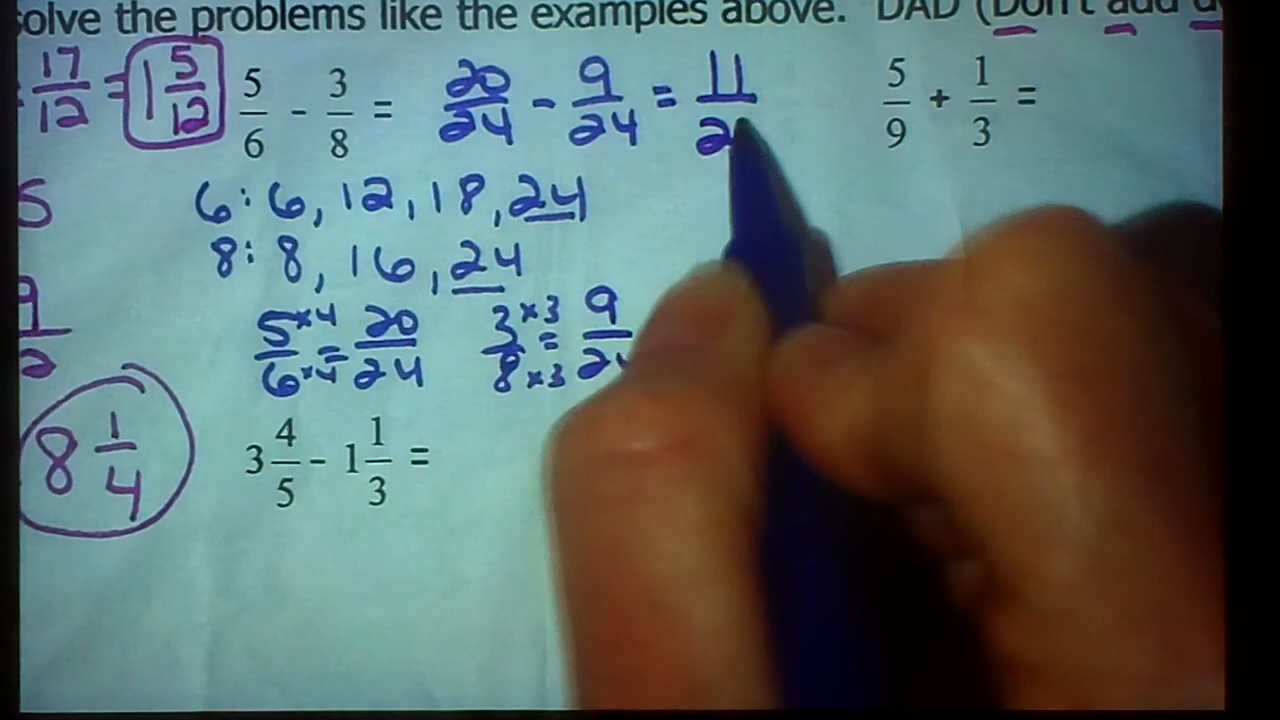 solve the problems like the examples above. DAD (Don't add d
17/12 = 1 5/12
5/6 - 3/8 = 20/24 - 9/24 = 11/2
5/9 + 1/3 =
6: 6, 12, 18, 24
8: 8, 16, 24
5/6 ×4/×4 = 20/24 3/8 ×3/×3 = 9/24
8 1/4
3 4/5 - 1 1/3 =